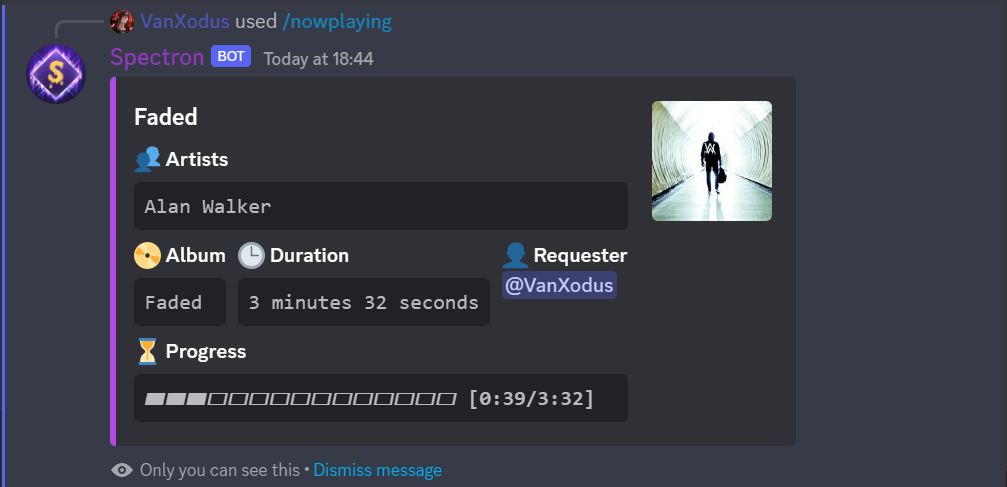 VanXodus used /nowplaying
Spectron BOT Today at 18:44
Faded
Artists
Alan Walker
Album Duration Requester
@VanXodus
Faded 3 minutes 32 seconds
Progress
[0:39/3:32]
Only you can see this • Dismiss message